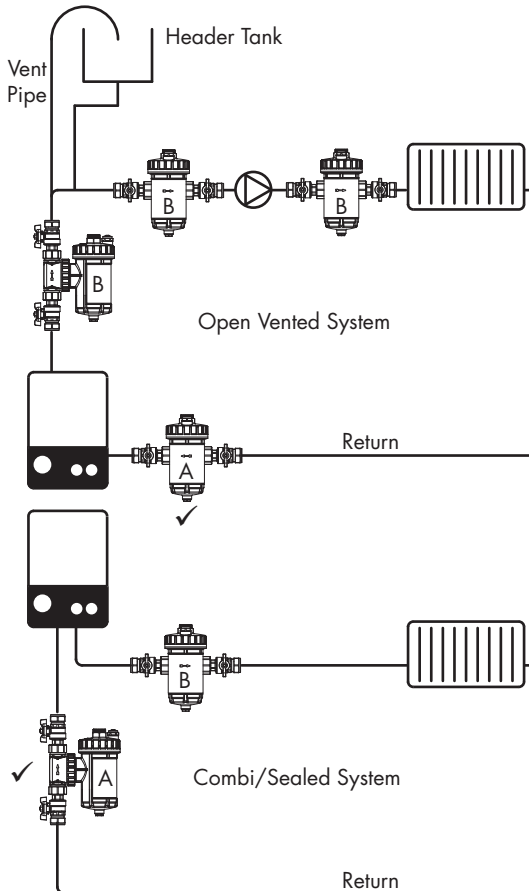 Header Tank
Vent
Pipe
B
B
B
Open Vented System
Return
A
✓
B
✓
A
Combi/Sealed System
Return